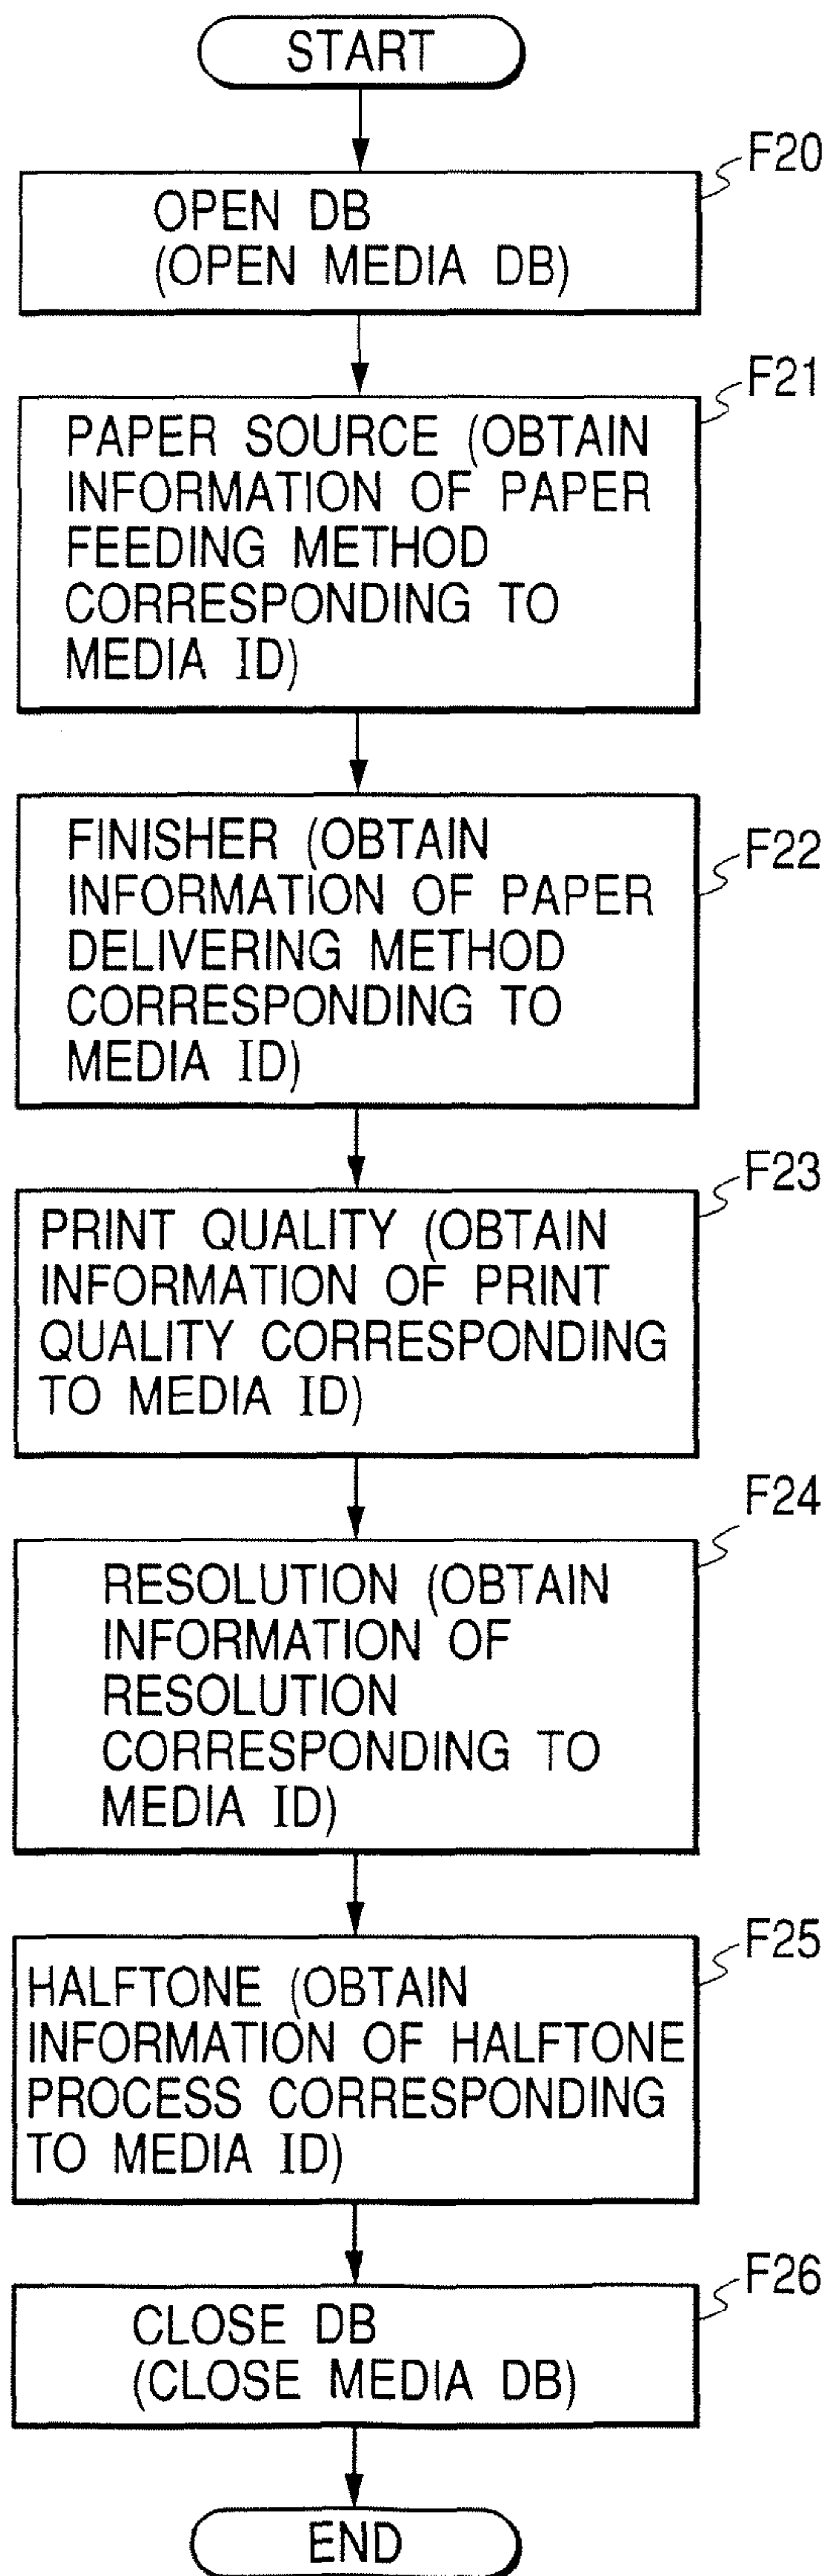 START
F20
OPEN DB
(OPEN MEDIA DB)
F21
PAPER SOURCE (OBTAIN
INFORMATION OF PAPER
FEEDING METHOD
CORRESPONDING TO
MEDIA ID)
F22
FINISHER (OBTAIN
INFORMATION OF PAPER
DELIVERING METHOD
CORRESPONDING TO
MEDIA ID)
F23
PRINT QUALITY (OBTAIN
INFORMATION OF PRINT
QUALITY CORRESPONDING
TO MEDIA ID)
F24
RESOLUTION (OBTAIN
INFORMATION OF
RESOLUTION
CORRESPONDING TO
MEDIA ID)
F25
HALFTONE (OBTAIN
INFORMATION OF HALFTONE
PROCESS CORRESPONDING
TO MEDIA ID)
F26
CLOSE DB
(CLOSE MEDIA DB)
END